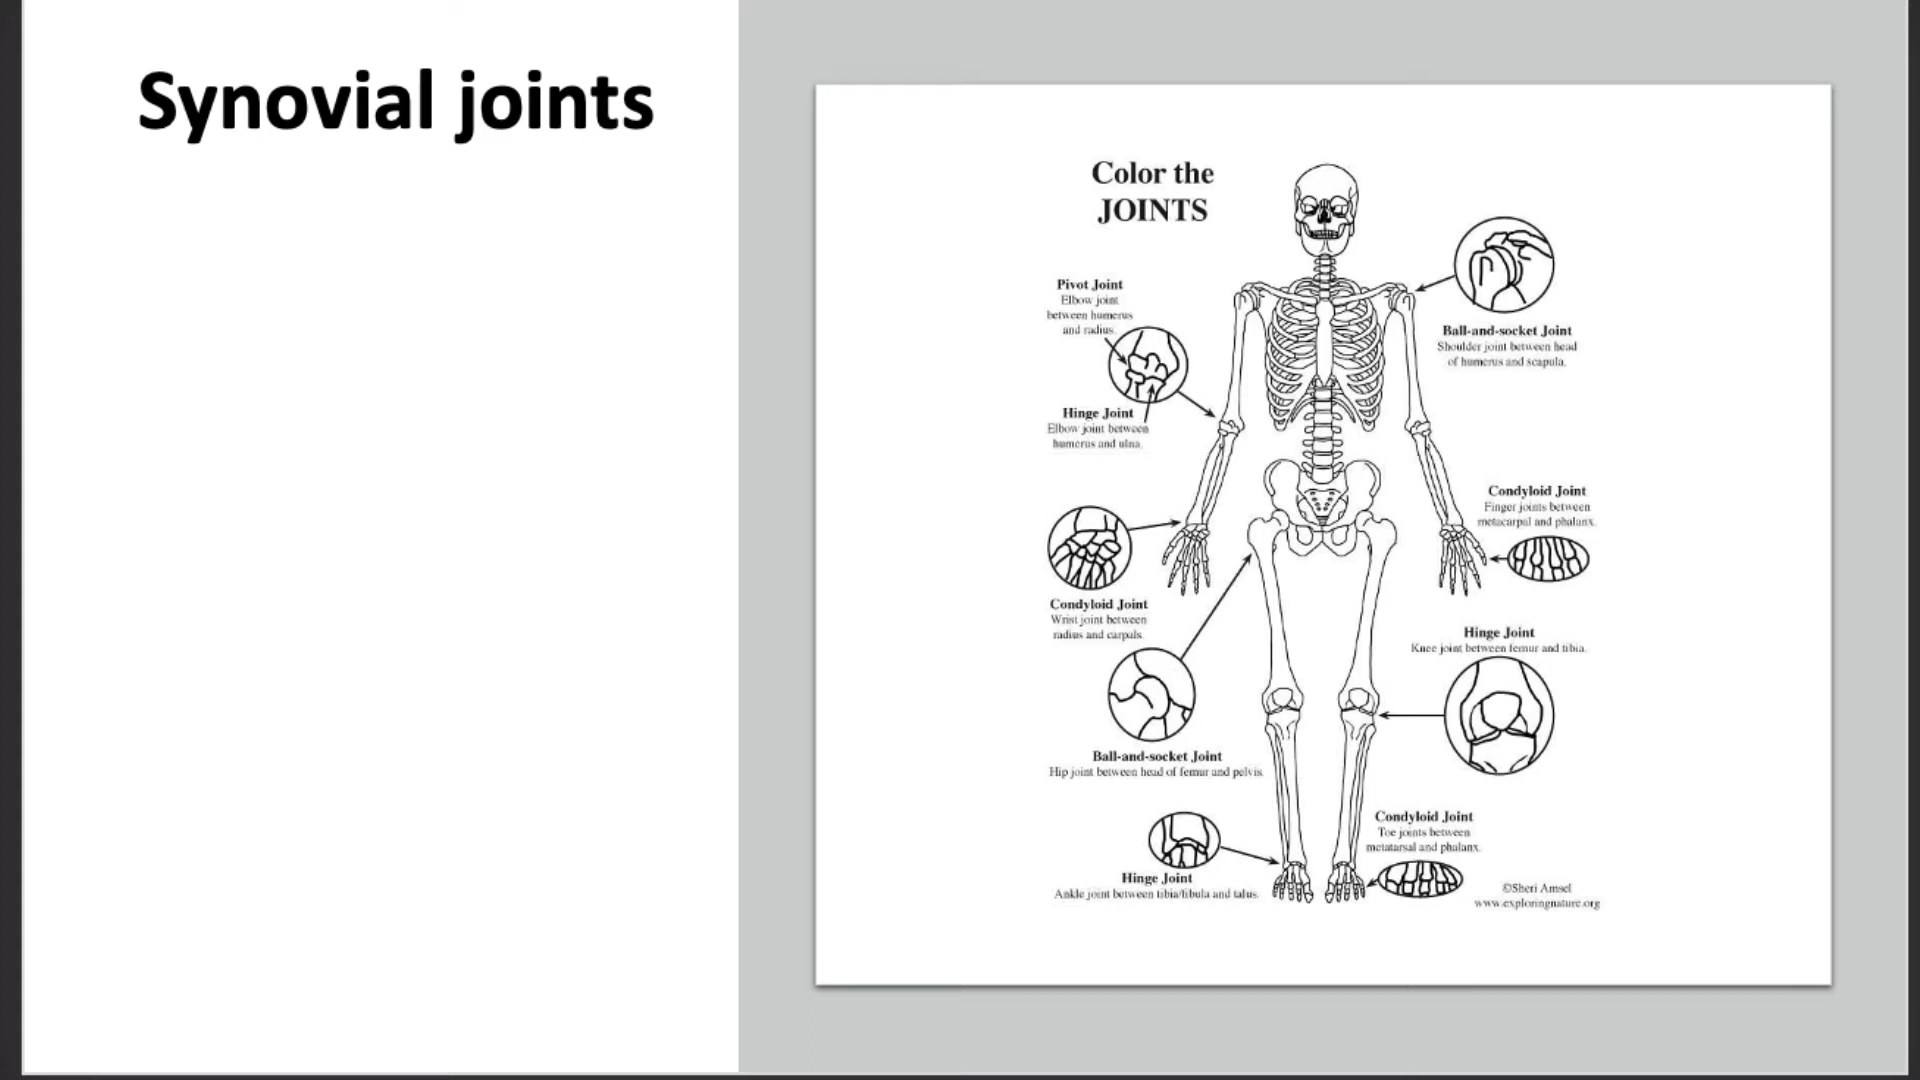 Synovial joints
Color the
JOINTS
Pivot Joint
Elbow joint
between humerus
and radius.
Hinge Joint
Elbow joint between
humerus and ulna.
Condyloid Joint
Wrist joint between
radius and carpals.
Ball-and-socket Joint
Hip joint between head of femur and pelvis.
Hinge Joint
Ankle joint between tibia/fibula and talus.
Ball-and-socket Joint
Shoulder joint between head
of humerus and scapula.
Condyloid Joint
Finger joints between
metacarpal and phalanx.
Hinge Joint
Knee joint between femur and tibia.
Condyloid Joint
Toe joints between
metatarsal and phalanx.
©Sheri Amsel
www.exploringnature.org